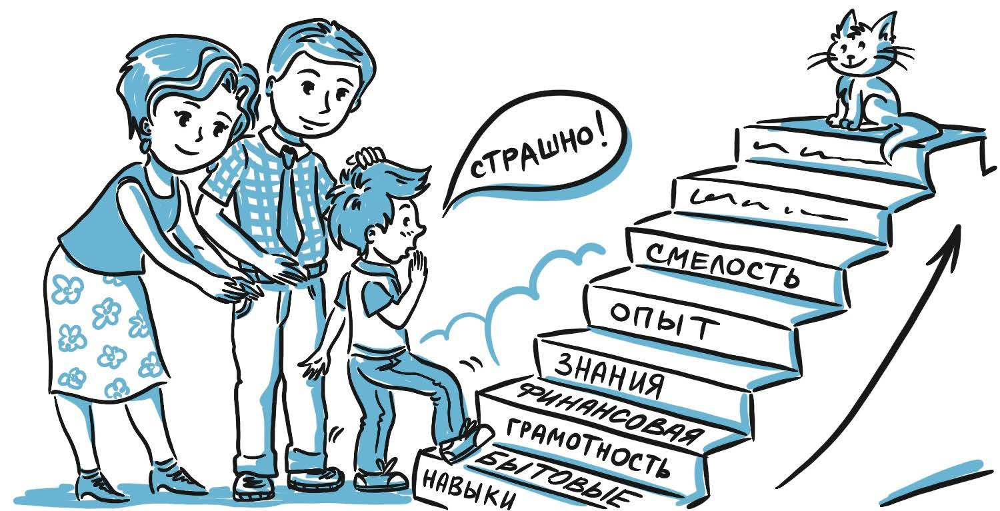 СТРАШНО!
СМЕЛОСТЬ
ОПЫТ
ЗНАНИЯ
ФИНАНСОВАЯ
ГРАМОТНОСТЬ
БЫТОВЫЕ
НАВЫКИ